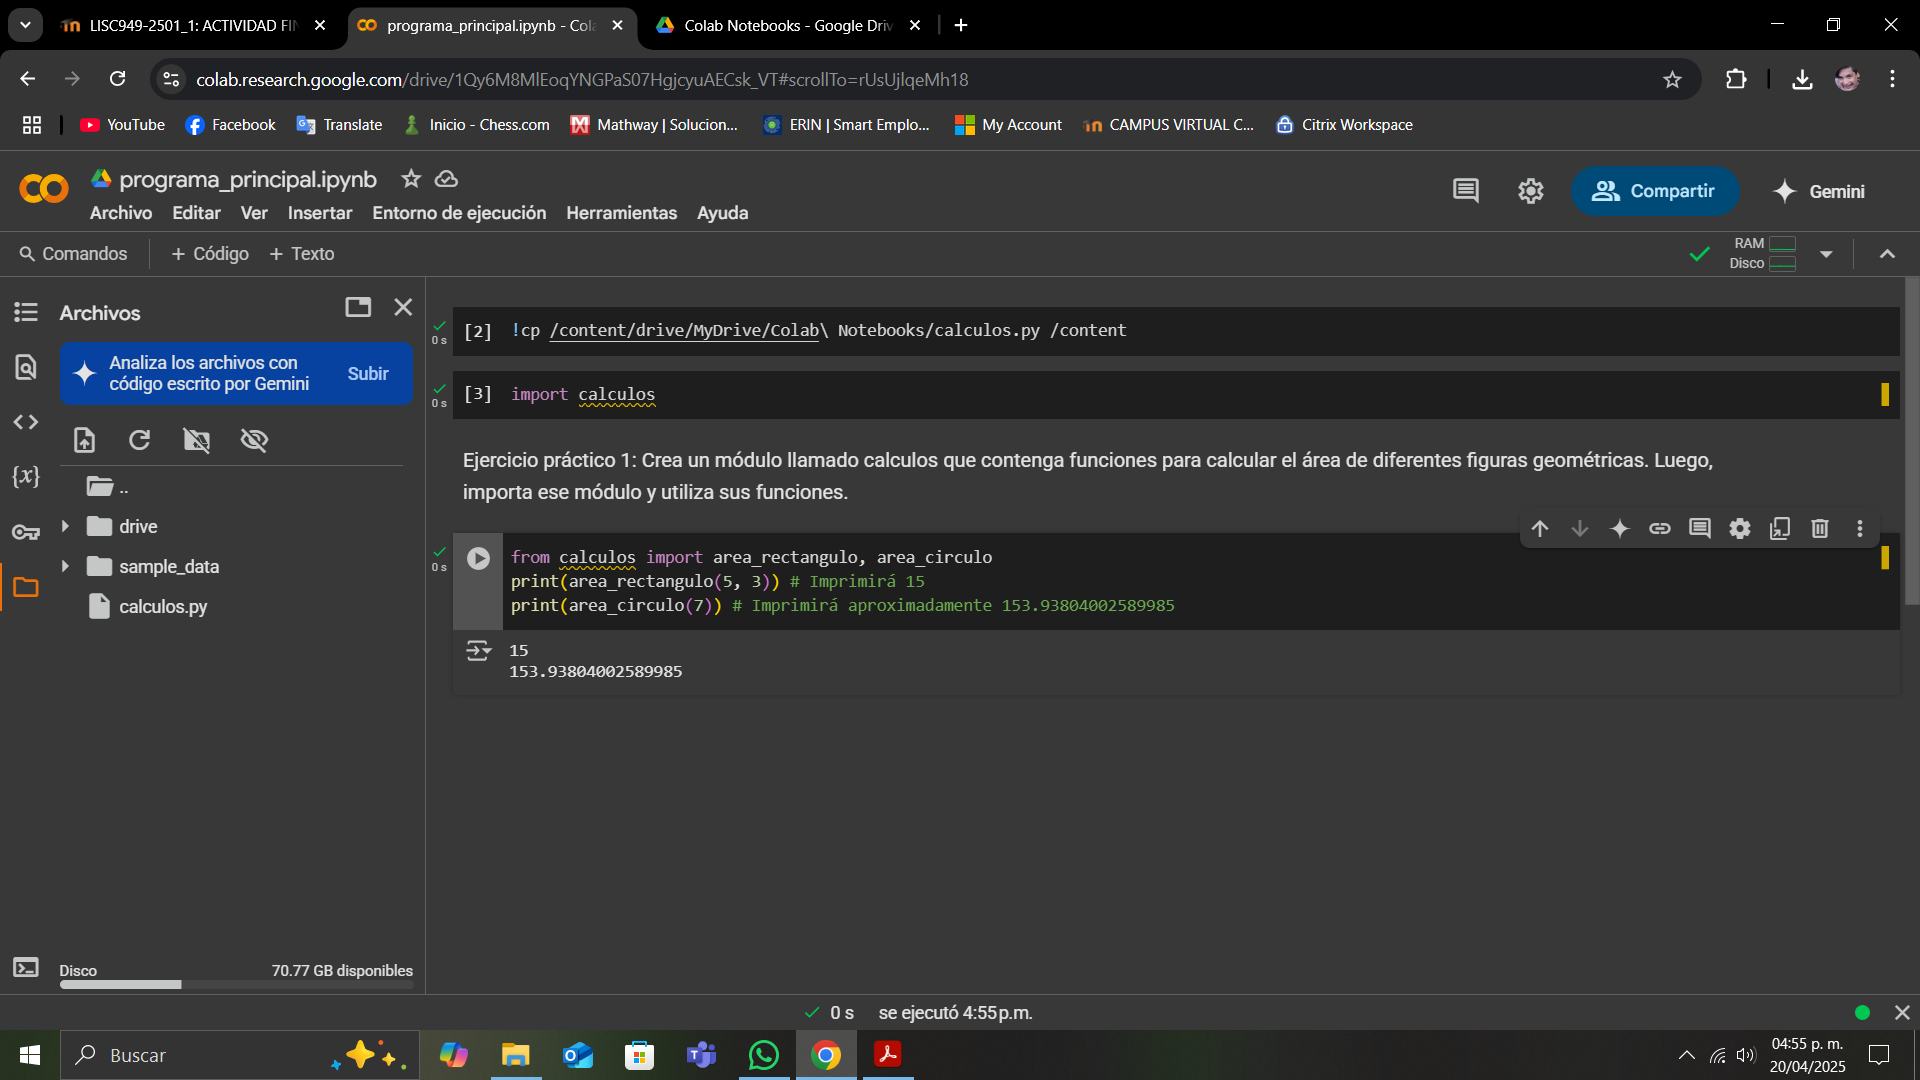 LISC949-2501_1: ACTIVIDAD FIN
programa_principal.ipynb - Cola
Colab Notebooks - Google Driv
colab.research.google.com/drive/1Qy6M8MlEoqYNGPaS07HgjcyuAECsk_VT#scrollTo=rUsUjlqeMh18
YouTube
Facebook
Translate
Inicio - Chess.com
Mathway | Solucion...
ERIN | Smart Emplo...
My Account
CAMPUS VIRTUAL C...
Citrix Workspace
programa_principal.ipynb
Archivo Editar Ver Insertar Entorno de ejecución Herramientas Ayuda
Compartir
Gemini
Comandos
+ Código + Texto
RAM
Disco
Archivos
Analiza los archivos con
código escrito por Gemini
Subir
..
drive
sample_data
calculos.py
Disco 70.77 GB disponibles
0 s
[2] !cp /content/drive/MyDrive/Colab\ Notebooks/calculos.py /content
0 s
[3] import calculos
Ejercicio práctico 1: Crea un módulo llamado calculos que contenga funciones para calcular el área de diferentes figuras geométricas. Luego,
importa ese módulo y utiliza sus funciones.
0 s
from calculos import area_rectangulo, area_circulo
print(area_rectangulo(5, 3)) # Imprimirá 15
print(area_circulo(7)) # Imprimirá aproximadamente 153.93804002589985
15
153.93804002589985
0 s se ejecutó 4:55 p.m.
Buscar
04:55 p. m.
20/04/2025